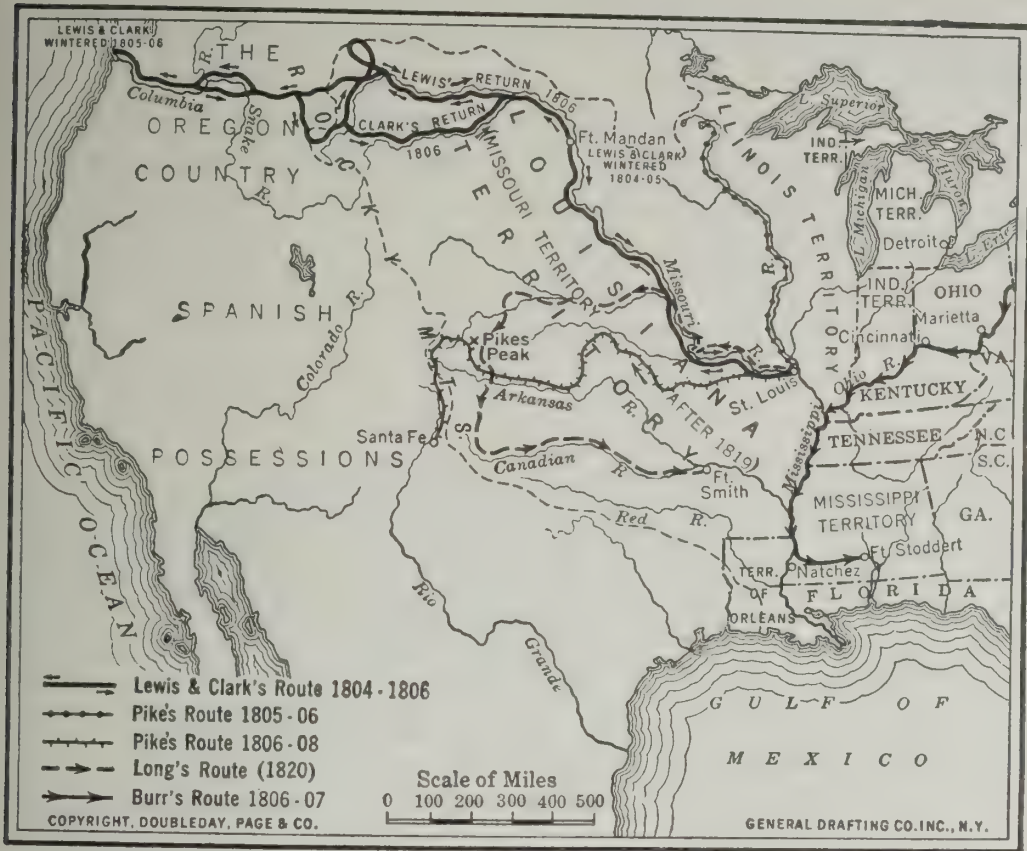 LEWIS & CLARK
WINTERED 1805-06
THE
R.
Columbia
OREGON
COUNTRY
Snake
R.
ROCKY
MTS
LEWIS' RETURN
1806
CLARK'S RETURN
1806
LOUISIANA
TERRITORY
(MISSOURI TERRITORY
AFTER 1819)
Ft. Mandan
LEWIS & CLARK
WINTERED
1804-05
Missouri
R.
R.
ILLINOIS TERRITORY
L. Superior
IND.
TERR.
L. Michigan
Huron
MICH.
TERR.
Detroit
Erie
IND.
TERR.
OHIO
Marietta
Cincinnati
VA.
Ohio R.
KENTUCKY
St. Louis
TENNESSEE
N.C.
S.C.
Mississippi
MISSISSIPPI
TERRITORY
GA.
Ft. Stoddert
Natchez
TERR.
OF
ORLEANS
FLORIDA
SPANISH
POSSESSIONS
Colorado R.
Pikes
Peak
Arkansas
R.
Santa Fe
Canadian
R.
Ft.
Smith
Red R.
Rio
Grande
PACIFIC OCEAN
GULF OF
MEXICO
Lewis & Clark's Route 1804-1806
Pike's Route 1805-06
Pike's Route 1806-08
Long's Route (1820)
Burr's Route 1806-07
Scale of Miles
0 100 200 300 400 500
COPYRIGHT, DOUBLEDAY, PAGE & CO.
GENERAL DRAFTING CO. INC., N.Y.